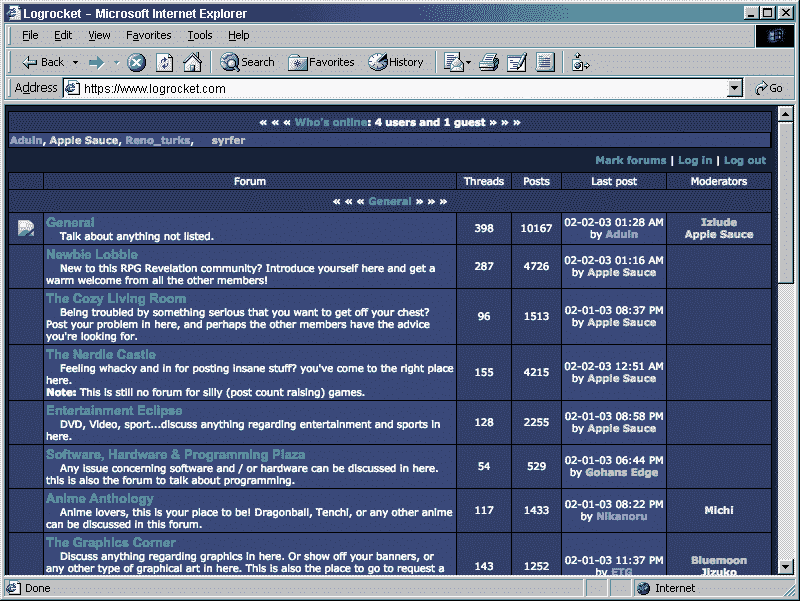 Logrocket - Microsoft Internet Explorer
File Edit View Favorites Tools Help
Back Search Favorites History
Address https://www.logrocket.com Go
« « « Who's online: 4 users and 1 guest » » »
Aduin, Apple Sauce, Reno_turks, syrfer
Mark forums | Log in | Log out
Forum Threads Posts Last post Moderators
« « « General » » »
General
Talk about anything not listed.
398 10167 02-02-03 01:28 AM
by Aduin
Izlude
Apple Sauce
Newbie Lobbie
New to this RPG Revelation community? Introduce yourself here and get a
warm welcome from all the other members!
287 4726 02-02-03 01:16 AM
by Apple Sauce
The Cozy Living Room
Being troubled by something serious that you want to get off your chest?
Post your problem in here, and perhaps the other members have the advice
you're looking for.
96 1513 02-01-03 08:37 PM
by Apple Sauce
The Nerdie Castle
Feeling whacky and in for posting insane stuff? you've come to the right place
here.
Note: This is still no forum for silly (post count raising) games.
155 4215 02-02-03 12:51 AM
by Apple Sauce
Entertainment Eclipse
DVD, Video, sport...discuss anything regarding entertainment and sports in
here.
128 2255 02-01-03 08:58 PM
by Apple Sauce
Software, Hardware & Programming Plaza
Any issue concerning software and / or hardware can be discussed in here.
this is also the forum to talk about programming.
54 529 02-01-03 06:44 PM
by Gohans Edge
Anime Anthology
Anime lovers, this is your place to be! Dragonball, Tenchi, or any other anime
can be discussed in this forum.
117 1433 02-01-03 08:22 PM
by Nikanoru
Michi
The Graphics Corner
Discuss anything regarding graphics in here. Or show off your banners, or
any other type of graphical art in here. This is also the place to go to request a
143 1252 02-01-03 11:37 PM
by ETG
Bluemoon
Jizuko
Done Internet